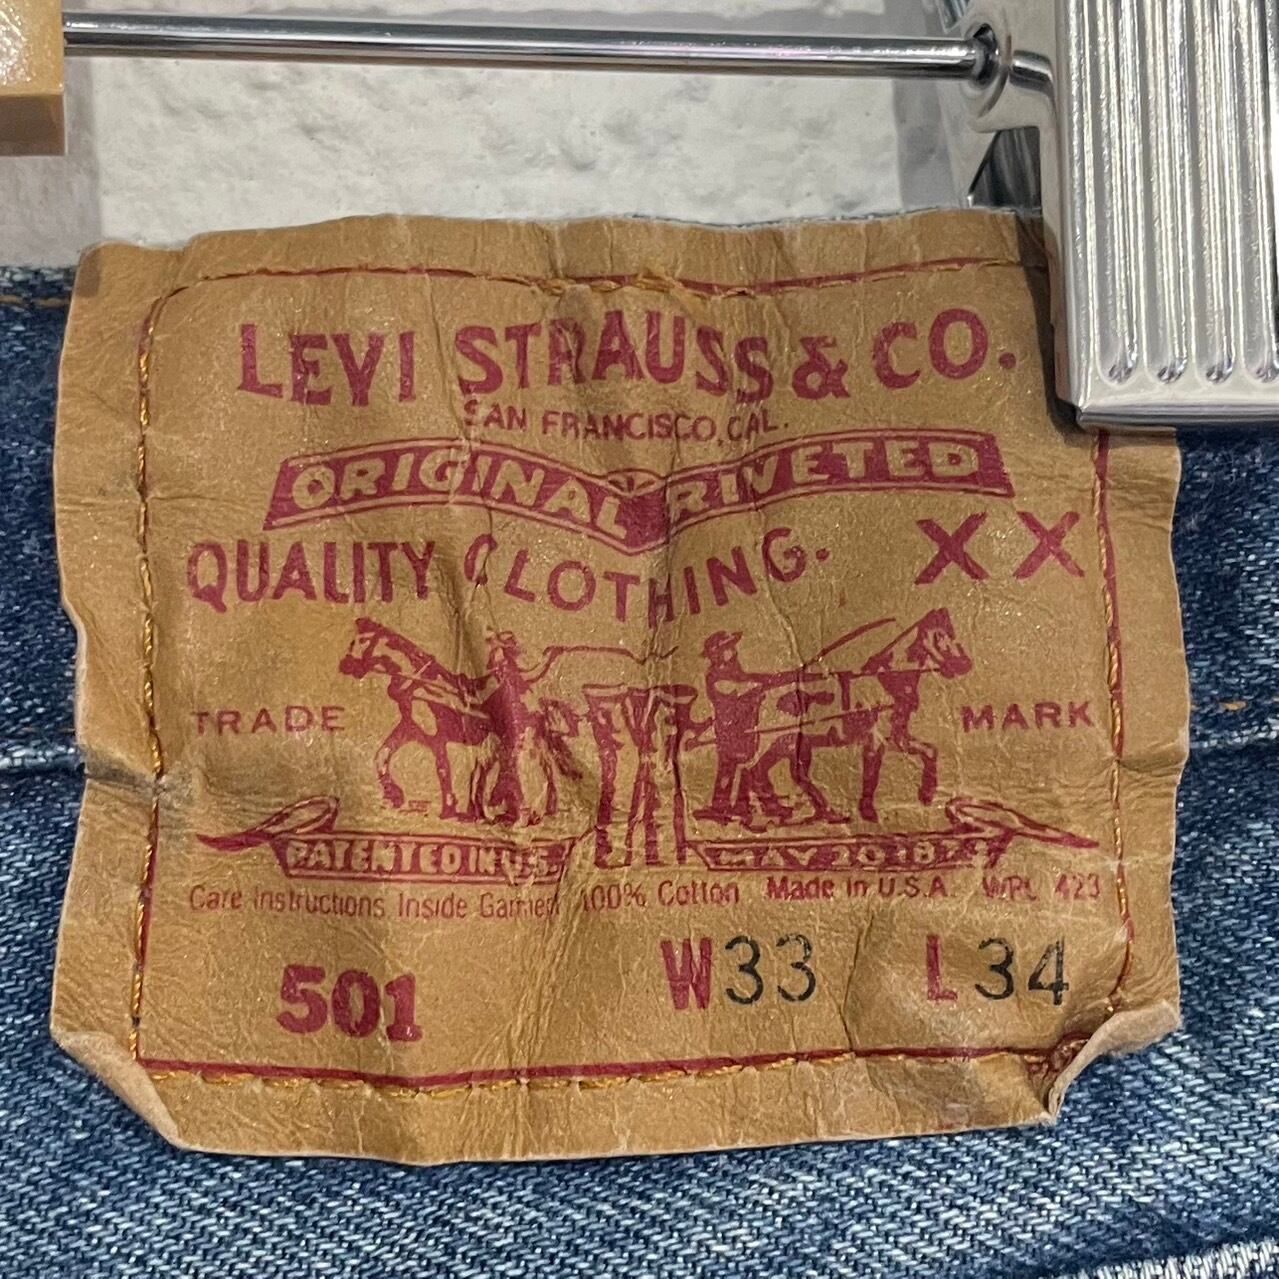 LEVI STRAUSS & CO.
SAN FRANCISCO, CAL.
ORIGINAL RIVETED
QUALITY CLOTHING. XX
TRADE MARK
PATENTED IN U.S. MAY 20 1873
Care Instructions Inside Garment 100% Cotton Made in U.S.A. WPL 423
501 W33 L34